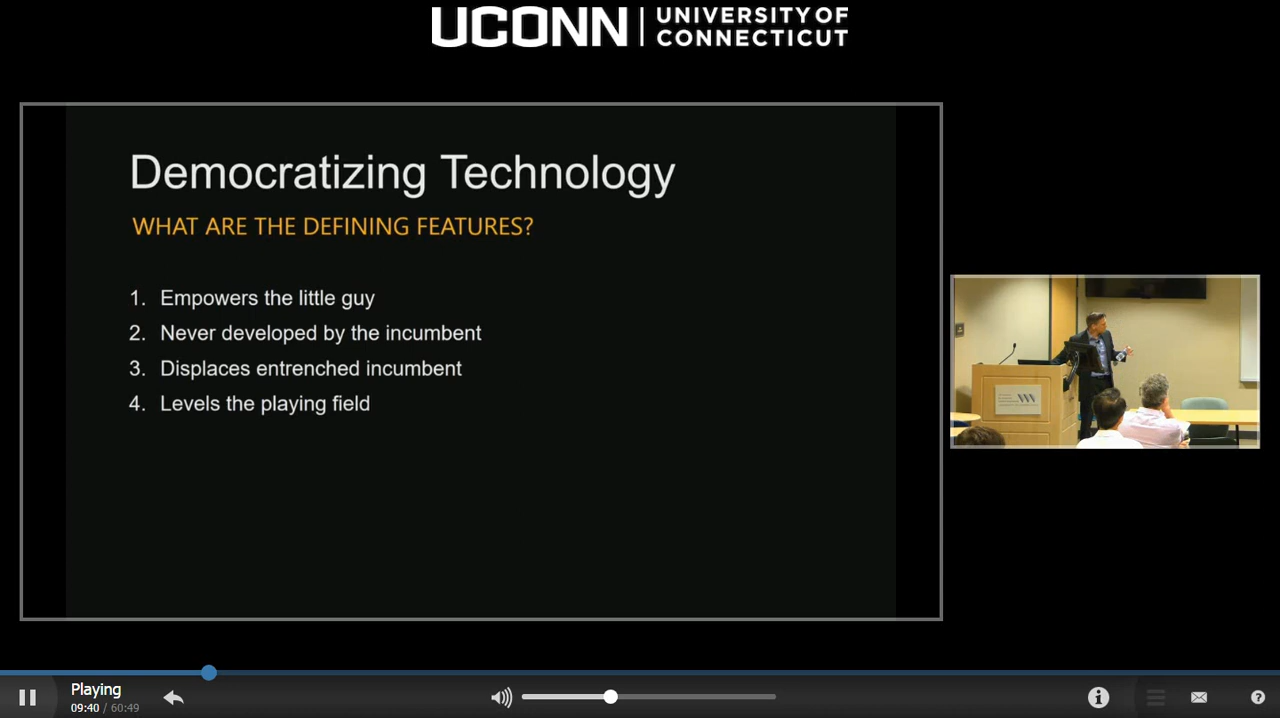 UCONN
UNIVERSITY OF
CONNECTICUT
Democratizing Technology
WHAT ARE THE DEFINING FEATURES?
1. Empowers the little guy
2. Never developed by the incumbent
3. Displaces entrenched incumbent
4. Levels the playing field
Playing
09:40 / 60:49